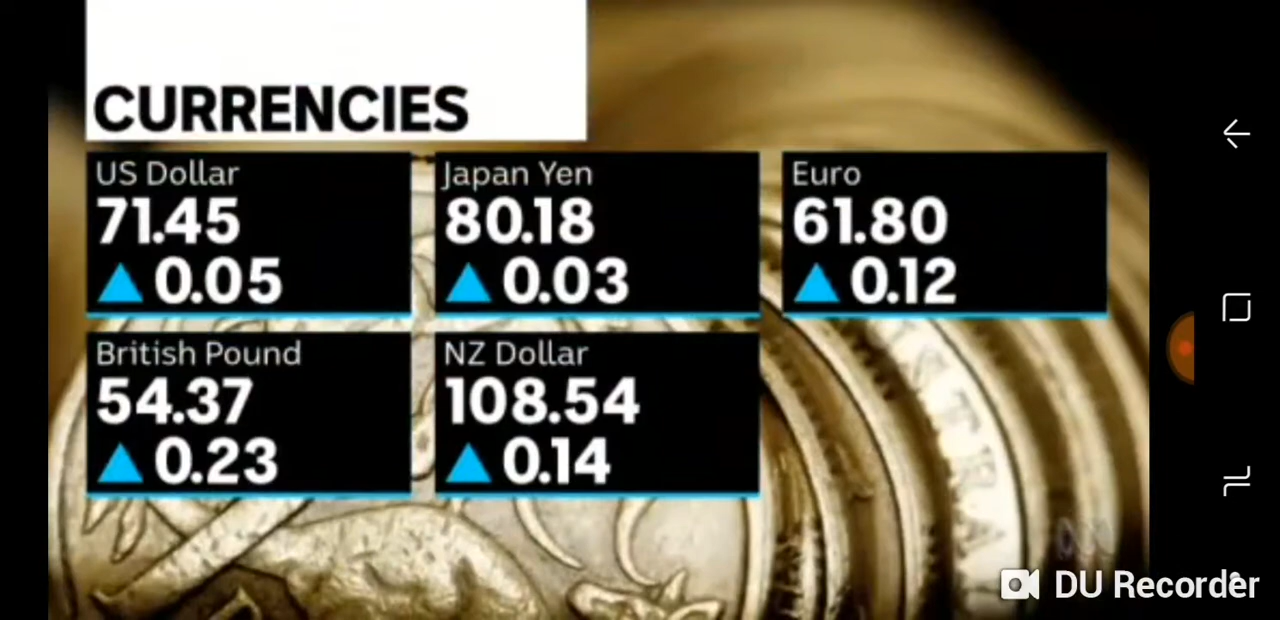 CURRENCIES
US Dollar
71.45
▲ 0.05
Japan Yen
80.18
▲ 0.03
Euro
61.80
▲ 0.12
British Pound
54.37
▲ 0.23
NZ Dollar
108.54
▲ 0.14
DU Recorder